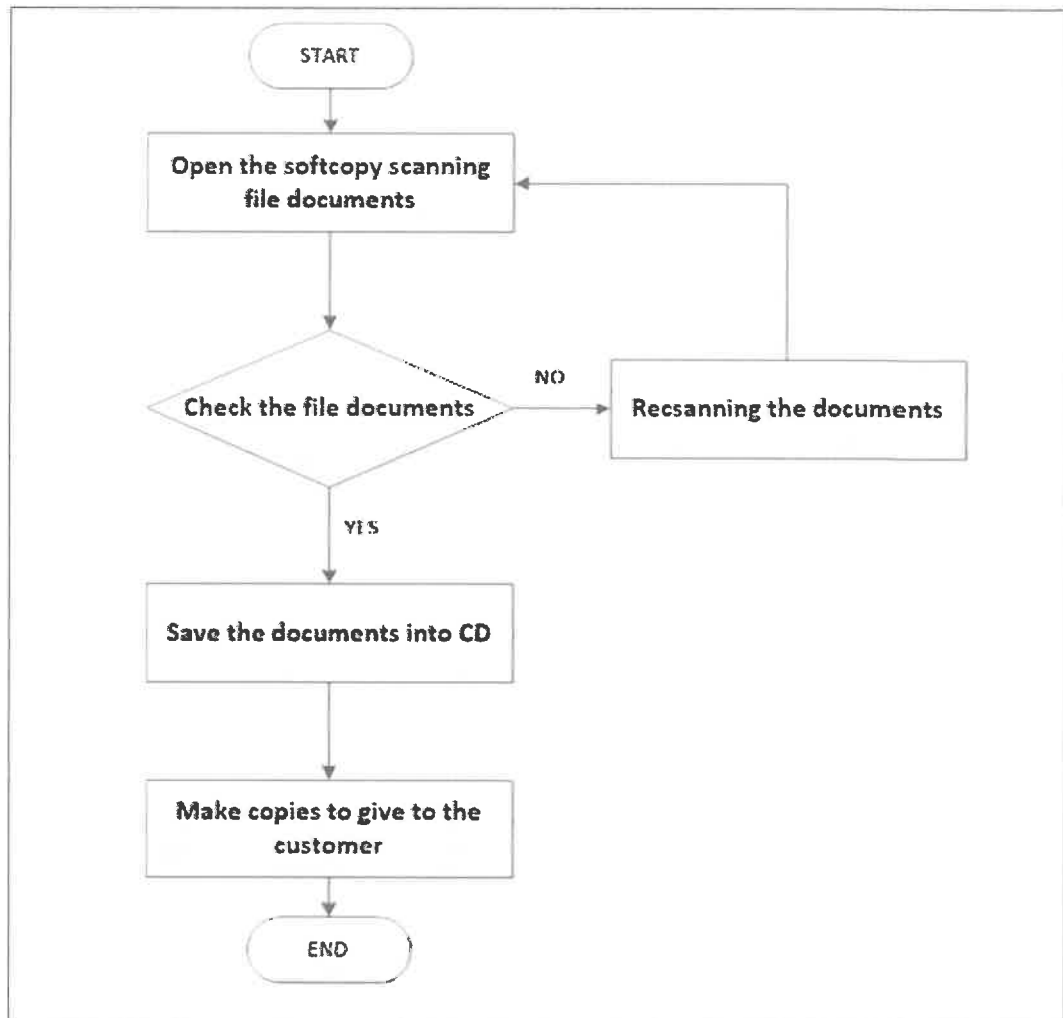 START
Open the softcopy scanning
file documents
Check the file documents
NO
Recsanning the documents
YES
Save the documents into CD
Make copies to give to the
customer
END